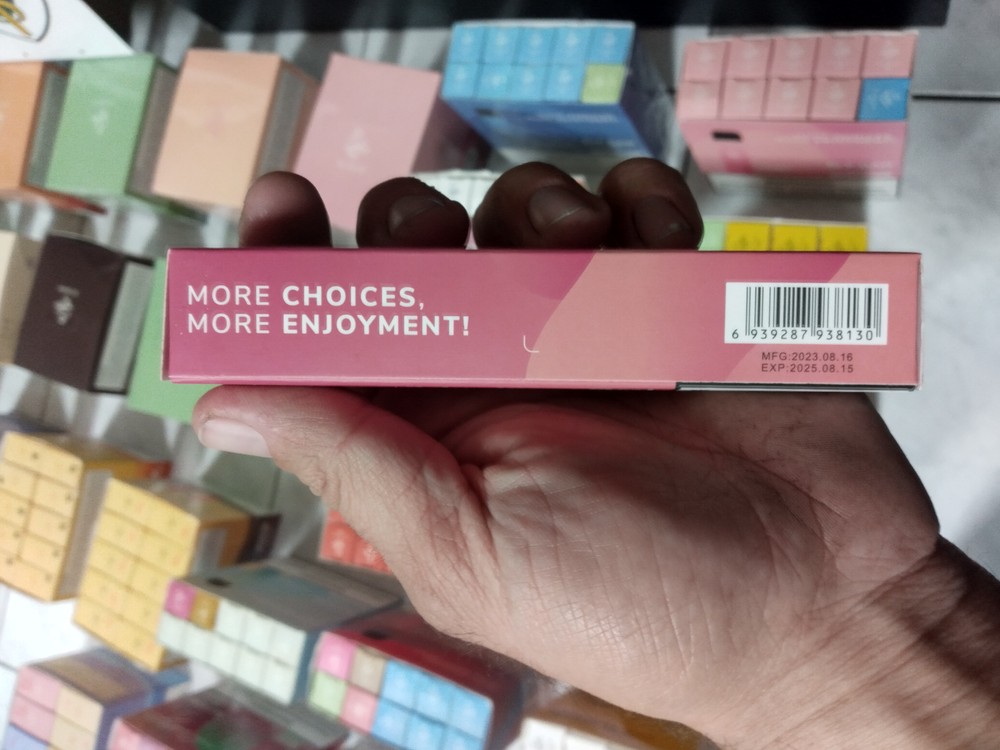 MORE CHOICES,
MORE ENJOYMENT!
6 939287 938130
MFG:2023.08.16
EXP:2025.08.15